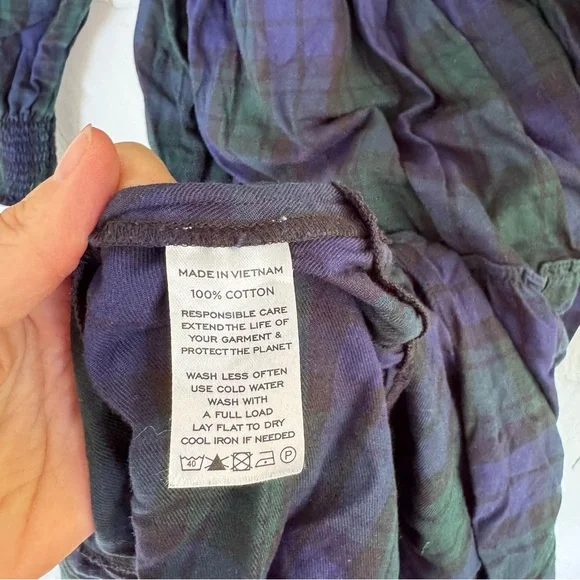 MADE IN VIETNAM
100% COTTON
RESPONSIBLE CARE
EXTEND THE LIFE OF
YOUR GARMENT &
PROTECT THE PLANET
WASH LESS OFTEN
USE COLD WATER
WASH WITH
A FULL LOAD
LAY FLAT TO DRY
COOL IRON IF NEEDED
40 P